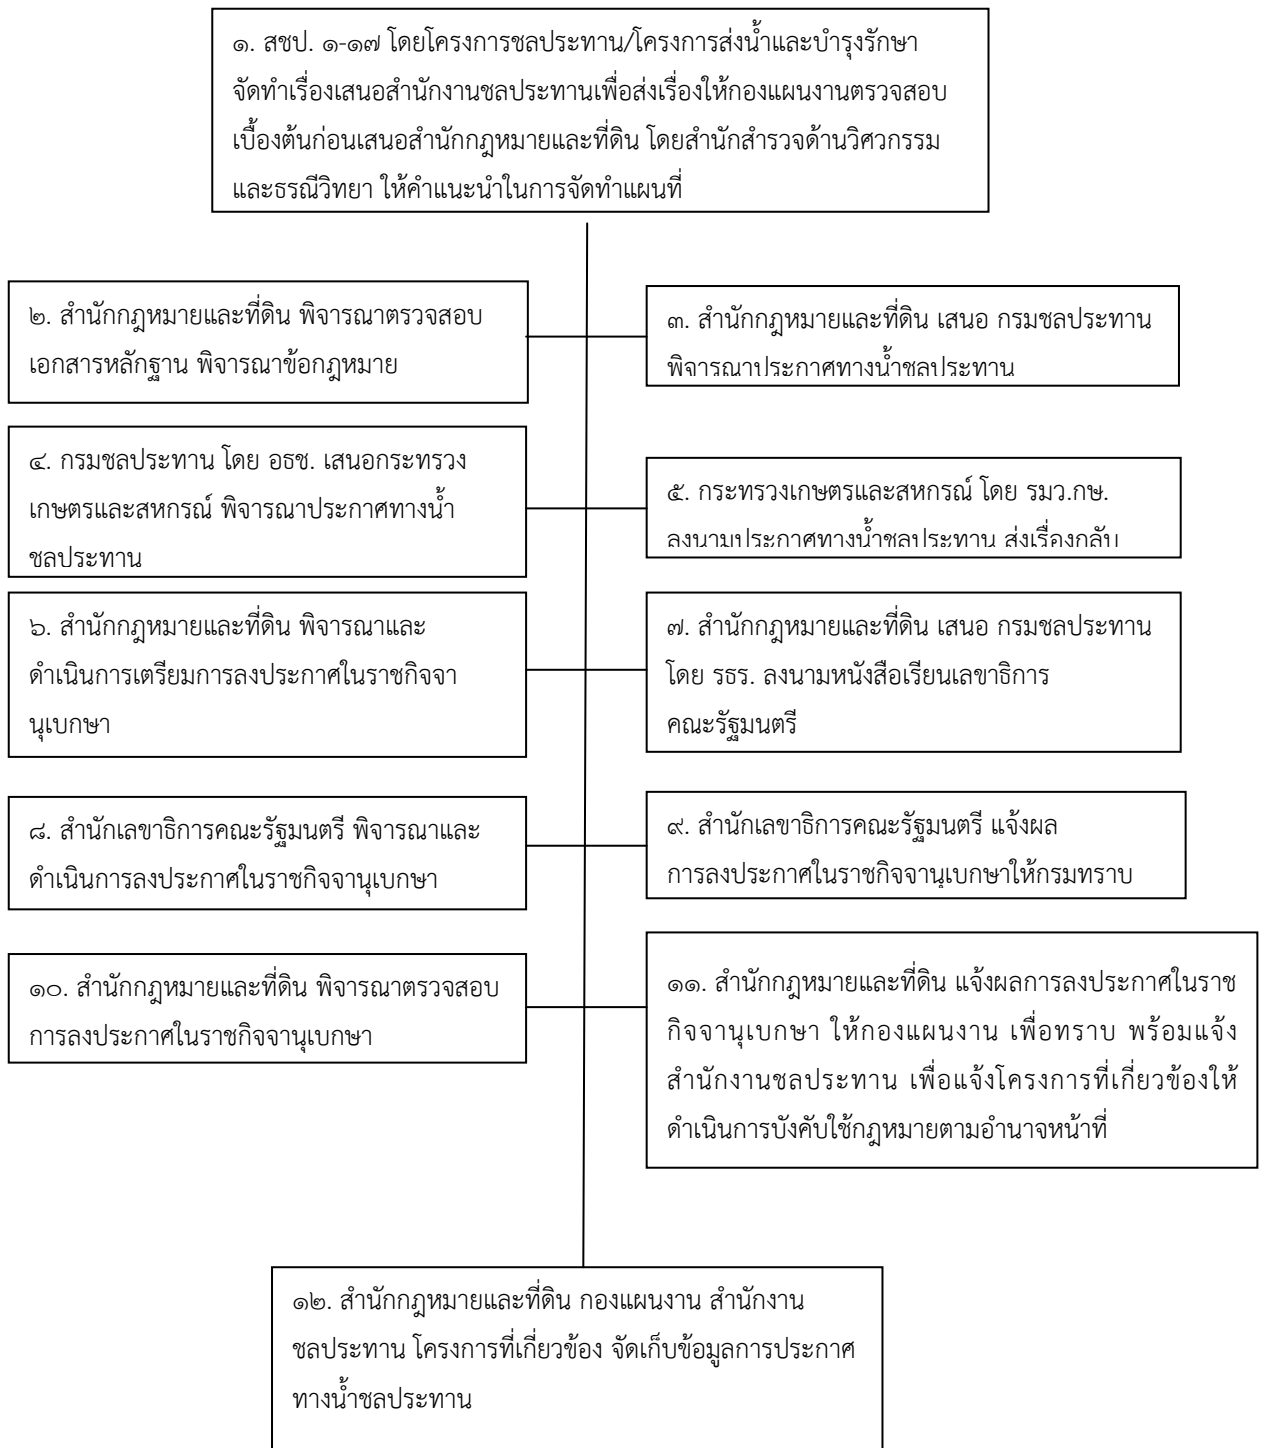 ๑. สชป. ๑-๑๗ โดยโครงการชลประทาน/โครงการส่งน้ำและบำรุงรักษา
จัดทำเรื่องเสนอสำนักงานชลประทานเพื่อส่งเรื่องให้กองแผนงานตรวจสอบ
เบื้องต้นก่อนเสนอสำนักกฎหมายและที่ดิน โดยสำนักสำรวจด้านวิศวกรรม
และธรณีวิทยา ให้คำแนะนำในการจัดทำแผนที่
๒. สำนักกฎหมายและที่ดิน พิจารณาตรวจสอบ
เอกสารหลักฐาน พิจารณาข้อกฎหมาย
๓. สำนักกฎหมายและที่ดิน เสนอ กรมชลประทาน
พิจารณาประกาศทางน้ำชลประทาน
๔. กรมชลประทาน โดย อธช. เสนอกระทรวง
เกษตรและสหกรณ์ พิจารณาประกาศทางน้ำ
ชลประทาน
๕. กระทรวงเกษตรและสหกรณ์ โดย รมว.กษ.
ลงนามประกาศทางน้ำชลประทาน ส่งเรื่องกลับ
๖. สำนักกฎหมายและที่ดิน พิจารณาและ
ดำเนินการเตรียมการลงประกาศในราชกิจจา
นุเบกษา
๗. สำนักกฎหมายและที่ดิน เสนอ กรมชลประทาน
โดย รธร. ลงนามหนังสือเรียนเลขาธิการ
คณะรัฐมนตรี
๘. สำนักเลขาธิการคณะรัฐมนตรี พิจารณาและ
ดำเนินการลงประกาศในราชกิจจานุเบกษา
๙. สำนักเลขาธิการคณะรัฐมนตรี แจ้งผล
การลงประกาศในราชกิจจานุเบกษาให้กรมทราบ
๑๐. สำนักกฎหมายและที่ดิน พิจารณาตรวจสอบ
การลงประกาศในราชกิจจานุเบกษา
๑๑. สำนักกฎหมายและที่ดิน แจ้งผลการลงประกาศในราช
กิจจานุเบกษา ให้กองแผนงาน เพื่อทราบ พร้อมแจ้ง
สำนักงานชลประทาน เพื่อแจ้งโครงการที่เกี่ยวข้องให้
ดำเนินการบังคับใช้กฎหมายตามอำนาจหน้าที่
๑๒. สำนักกฎหมายและที่ดิน กองแผนงาน สำนักงาน
ชลประทาน โครงการที่เกี่ยวข้อง จัดเก็บข้อมูลการประกาศ
ทางน้ำชลประทาน